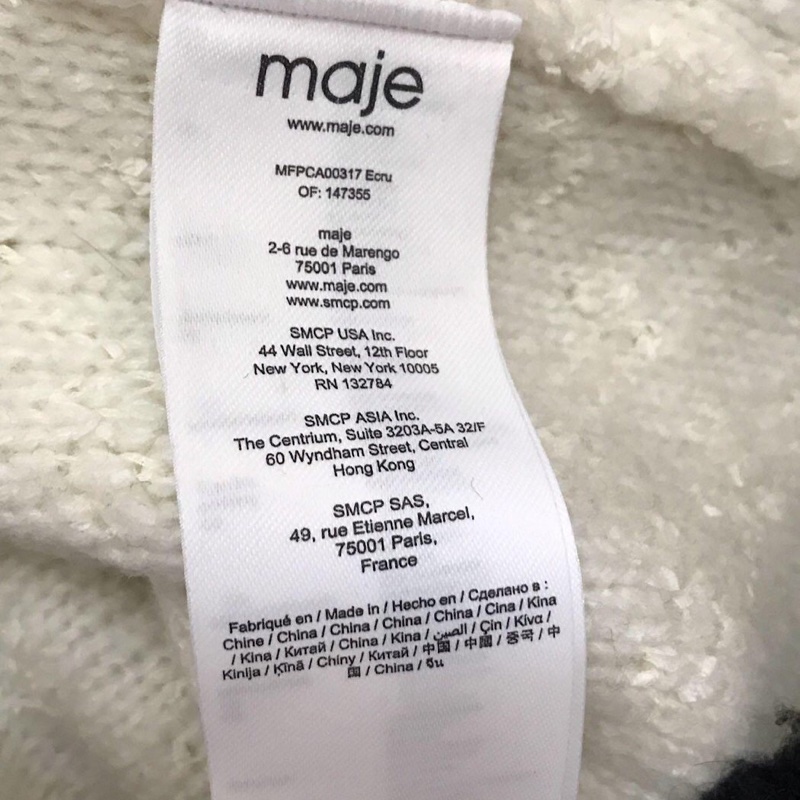 maje
www.maje.com
MFPCA00317 Ecru
OF: 147355
maje
2-6 rue de Marengo
75001 Paris
www.maje.com
www.smcp.com
SMCP USA Inc.
44 Wall Street, 12th Floor
New York, New York 10005
RN 132784
SMCP ASIA Inc.
The Centrium, Suite 3203A-5A 32/F
60 Wyndham Street, Central
Hong Kong
SMCP SAS,
49, rue Etienne Marcel,
75001 Paris,
France
Fabriqué en / Made in / Hecho en / Сделано в :
Chine / China / China / China / China / Cina / Kina
/ Kina / Китай / China / Kina / الصين / Çin / Κίνα /
Kinija / Ķīnā / Chiny / Китай / 中国 / 中國 / 중국 / 中
国 / China / จีน